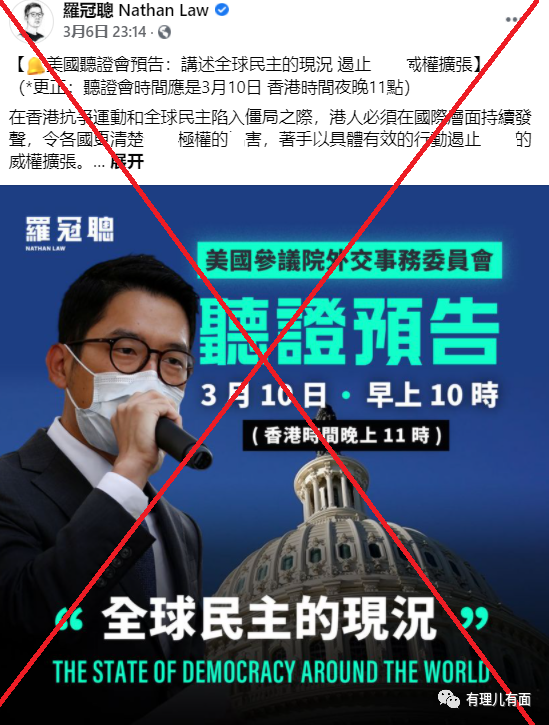 羅冠聰 Nathan Law
3月6日 23:14
【美國聽證會預告：講述全球民主的現況 遏止 威權擴張】
（*更正：聽證會時間應是3月10日 香港時間夜晚11點）
在香港抗爭運動和全球民主陷入僵局之際，港人必須在國際層面持續發
聲，令各國更清楚 極權的 害，著手以具體有效的行動遏止 的
威權擴張。... 展开
羅冠聰
NATHAN LAW
美國參議院外交事務委員會
聽證預告
3月10日・早上10時
(香港時間晚上11時)
“全球民主的現況”
THE STATE OF DEMOCRACY AROUND THE WORLD
有理儿有面